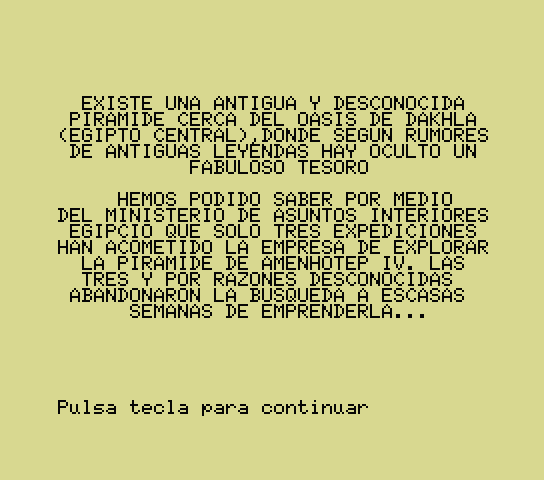 EXISTE UNA ANTIGUA Y DESCONOCIDA
PIRAMIDE CERCA DEL OASIS DE DAKHLA
(EGIPTO CENTRAL),DONDE SEGUN RUMORES
DE ANTIGUAS LEYENDAS HAY OCULTO UN
FABULOSO TESORO
HEMOS PODIDO SABER POR MEDIO
DEL MINISTERIO DE ASUNTOS INTERIORES
EGIPCIO QUE SOLO TRES EXPEDICIONES
HAN ACOMETIDO LA EMPRESA DE EXPLORAR
LA PIRAMIDE DE AMENHOTEP IV. LAS
TRES Y POR RAZONES DESCONOCIDAS
ABANDONARON LA BUSQUEDA A ESCASAS
SEMANAS DE EMPRENDERLA...
Pulsa tecla para continuar